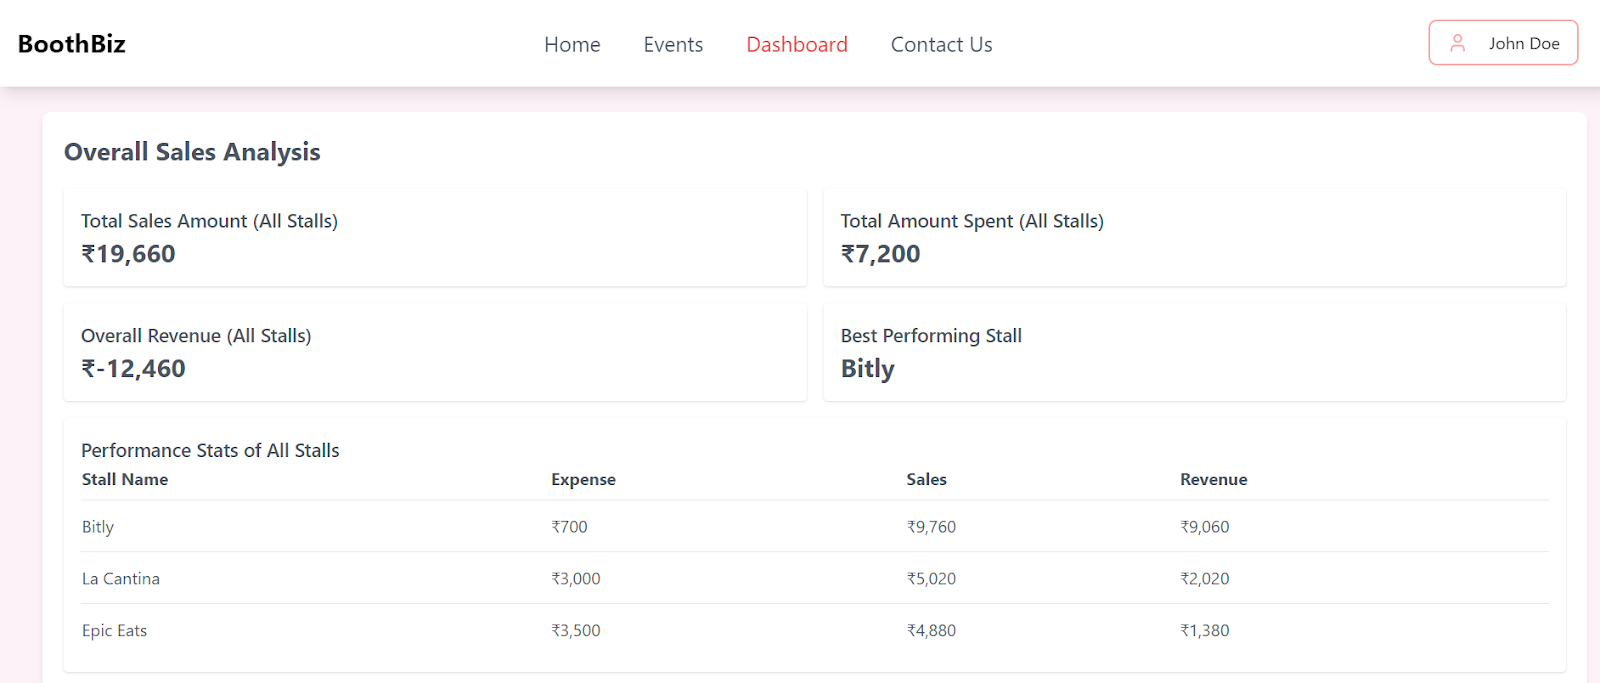 BoothBiz Home Events Dashboard Contact Us John Doe
Overall Sales Analysis
Total Sales Amount (All Stalls)
₹19,660
Total Amount Spent (All Stalls)
₹7,200
Overall Revenue (All Stalls)
₹-12,460
Best Performing Stall
Bitly
Performance Stats of All Stalls
Stall Name Expense Sales Revenue
Bitly ₹700 ₹9,760 ₹9,060
La Cantina ₹3,000 ₹5,020 ₹2,020
Epic Eats ₹3,500 ₹4,880 ₹1,380